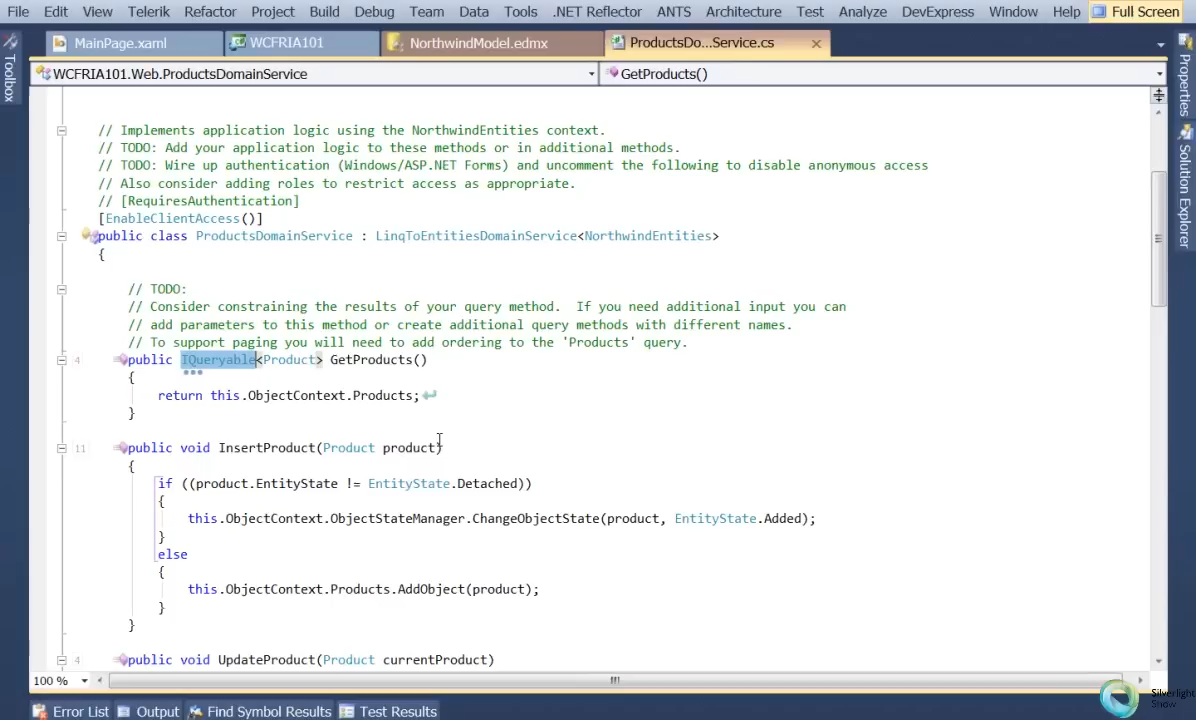 File Edit View Telerik Refactor Project Build Debug Team Data Tools .NET Reflector ANTS Architecture Test Analyze DevExpress Window Help Full Screen
MainPage.xaml WCFRIA101 NorthwindModel.edmx ProductsDo...Service.cs
WCFRIA101.Web.ProductsDomainService GetProducts()
Toolbox
Properties
Solution Explorer
// Implements application logic using the NorthwindEntities context.
// TODO: Add your application logic to these methods or in additional methods.
// TODO: Wire up authentication (Windows/ASP.NET Forms) and uncomment the following to disable anonymous access
// Also consider adding roles to restrict access as appropriate.
// [RequiresAuthentication]
[EnableClientAccess()]
public class ProductsDomainService : LinqToEntitiesDomainService<NorthwindEntities>
{
// TODO:
// Consider constraining the results of your query method.  If you need additional input you can
// add parameters to this method or create additional query methods with different names.
// To support paging you will need to add ordering to the 'Products' query.
4 public IQueryable<Product> GetProducts()
{
return this.ObjectContext.Products;
}
11 public void InsertProduct(Product product)
{
if ((product.EntityState != EntityState.Detached))
{
this.ObjectContext.ObjectStateManager.ChangeObjectState(product, EntityState.Added);
}
else
{
this.ObjectContext.Products.AddObject(product);
}
}
4 public void UpdateProduct(Product currentProduct)
100 %
Error List Output Find Symbol Results Test Results
Silverlight
Show